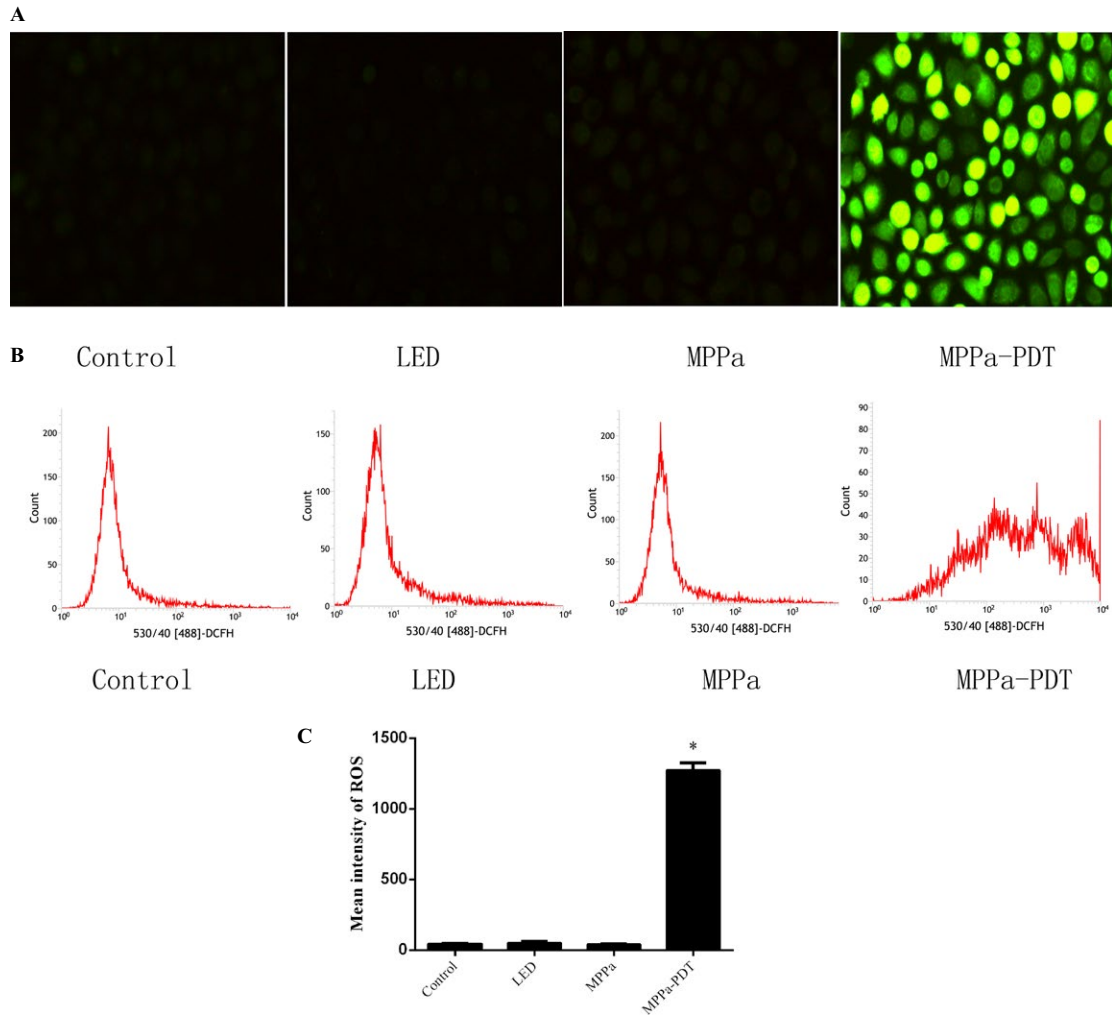 A
B
Control LED MPPa MPPa-PDT
200
150
100
50
0
Count
10⁰ 10¹ 10² 10³ 10⁴
530/40 [488]-DCFH
150
100
50
0
Count
10⁰ 10¹ 10² 10³ 10⁴
530/40 [488]-DCFH
200
150
100
50
0
Count
10⁰ 10¹ 10² 10³
530/40 [488]-DCFH
90
80
70
60
50
40
30
20
10
0
Count
10⁰ 10¹ 10² 10³ 10⁴
530/40 [488]-DCFH
Control LED MPPa MPPa-PDT
C
1500
1000
500
0
Mean intensity of ROS
*
Control LED MPPa MPPa-PDT